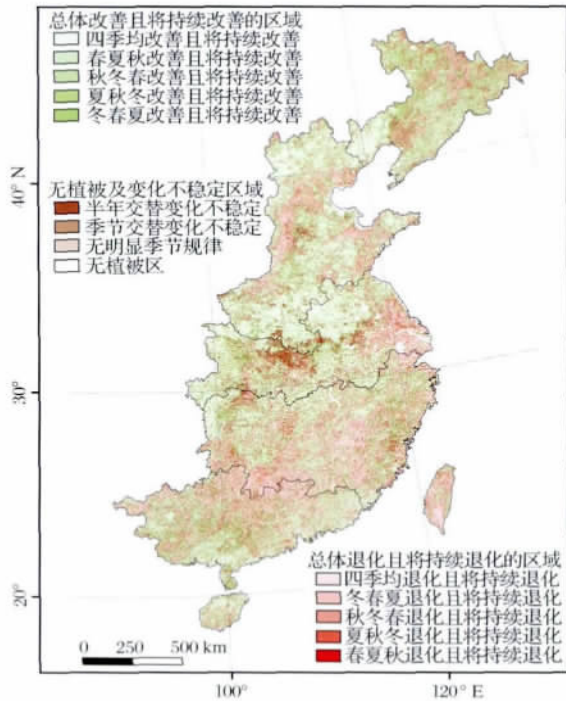 总体改善且将持续改善的区域
四季均改善且将持续改善
春夏秋改善且将持续改善
秋冬春改善且将持续改善
夏秋冬改善且将持续改善
冬春夏改善且将持续改善
40° N
无植被及变化不稳定区域
半年交替变化不稳定
季节交替变化不稳定
无明显季节规律
无植被区
30°
总体退化且将持续退化的区域
四季均退化且将持续退化
冬春夏退化且将持续退化
秋冬春退化且将持续退化
夏秋冬退化且将持续退化
春夏秋退化且将持续退化
20°
0 250 500 km
100° 120° E